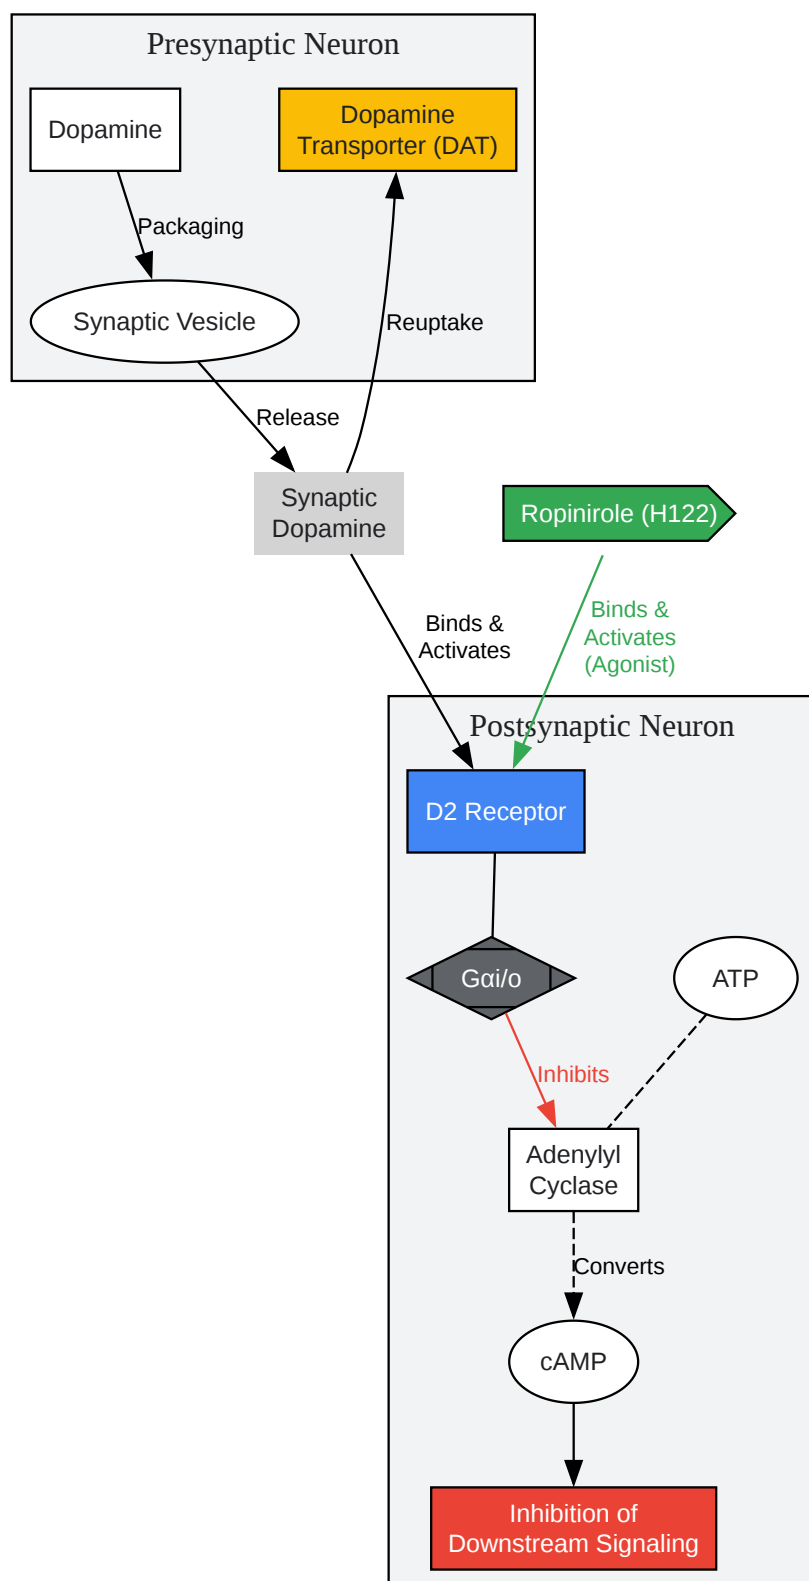 Presynaptic Neuron
Dopamine
Dopamine
Transporter (DAT)
Packaging
Synaptic Vesicle
Reuptake
Release
Synaptic
Dopamine
Ropinirole (H122)
Binds &
Activates
Binds &
Activates
(Agonist)
Postsynaptic Neuron
D2 Receptor
Gαi/o
ATP
Inhibits
Adenylyl
Cyclase
Converts
cAMP
Inhibition of
Downstream Signaling